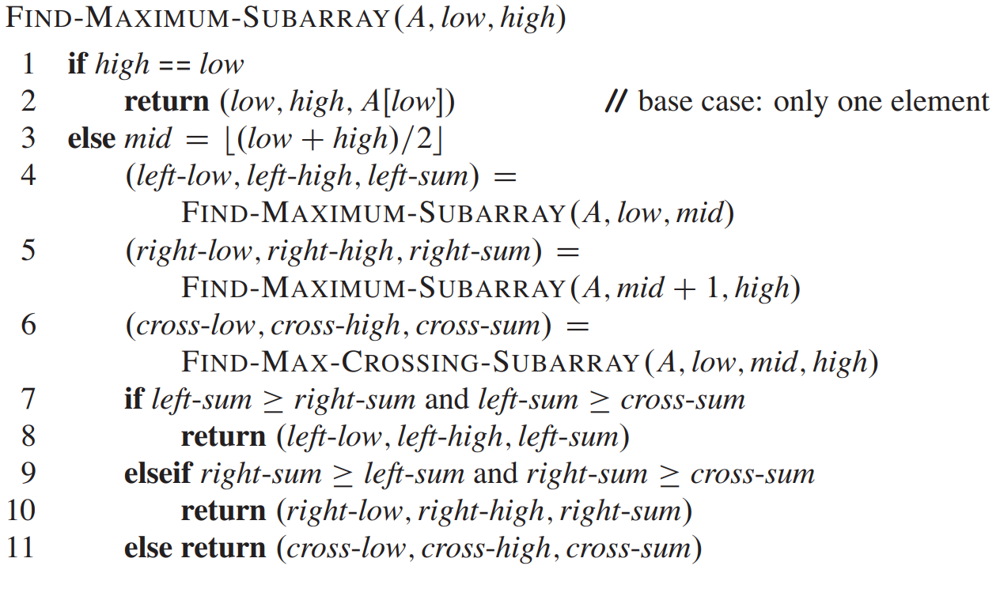 FIND-MAXIMUM-SUBARRAY(A, low, high)
1 if high == low
2 return (low, high, A[low]) // base case: only one element
3 else mid = ⌊(low + high)/2⌋
4 (left-low, left-high, left-sum) =
FIND-MAXIMUM-SUBARRAY(A, low, mid)
5 (right-low, right-high, right-sum) =
FIND-MAXIMUM-SUBARRAY(A, mid + 1, high)
6 (cross-low, cross-high, cross-sum) =
FIND-MAX-CROSSING-SUBARRAY(A, low, mid, high)
7 if left-sum ≥ right-sum and left-sum ≥ cross-sum
8 return (left-low, left-high, left-sum)
9 elseif right-sum ≥ left-sum and right-sum ≥ cross-sum
10 return (right-low, right-high, right-sum)
11 else return (cross-low, cross-high, cross-sum)